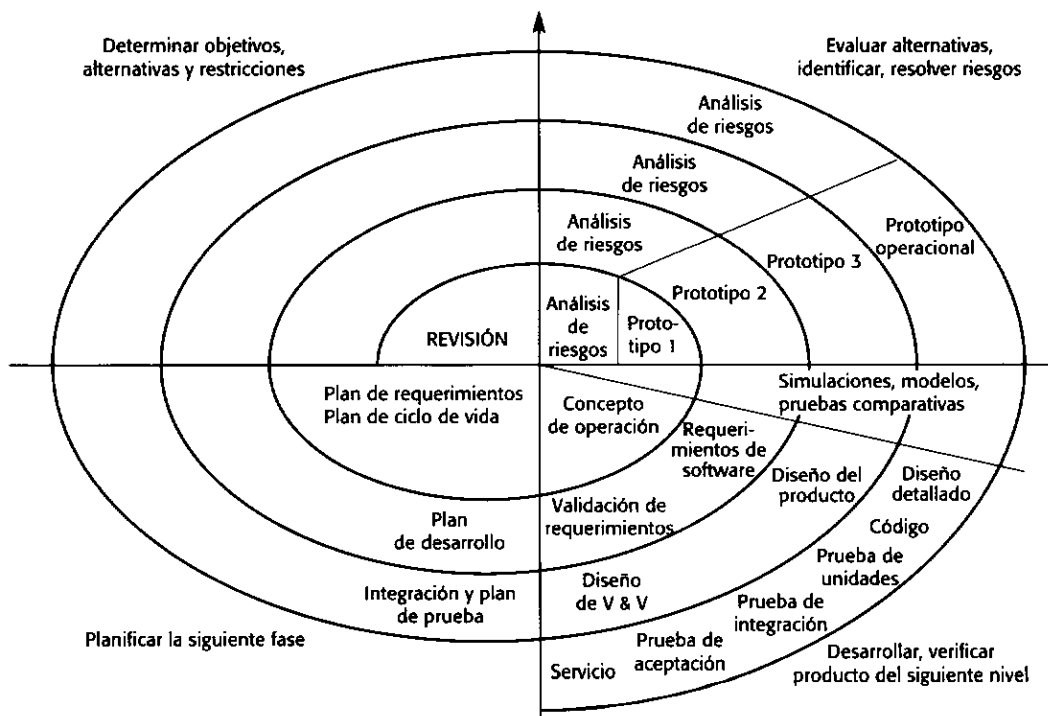 Determinar objetivos,
alternativas y restricciones
Evaluar alternativas,
identificar, resolver riesgos
Análisis
de riesgos
Análisis
de riesgos
Análisis
de riesgos
Análisis
de
riesgos
Proto-
tipo 1
Prototipo 2
Prototipo 3
Prototipo
operacional
REVISIÓN
Plan de requerimientos
Plan de ciclo de vida
Concepto
de operación
Simulaciones, modelos,
pruebas comparativas
Requeri-
mientos de
software
Diseño del
producto
Diseño
detallado
Código
Plan
de desarrollo
Validación de
requerimientos
Prueba de
unidades
Integración y plan
de prueba
Diseño
de V & V
Prueba de
integración
Prueba de
aceptación
Servicio
Planificar la siguiente fase
Desarrollar, verificar
producto del siguiente nivel